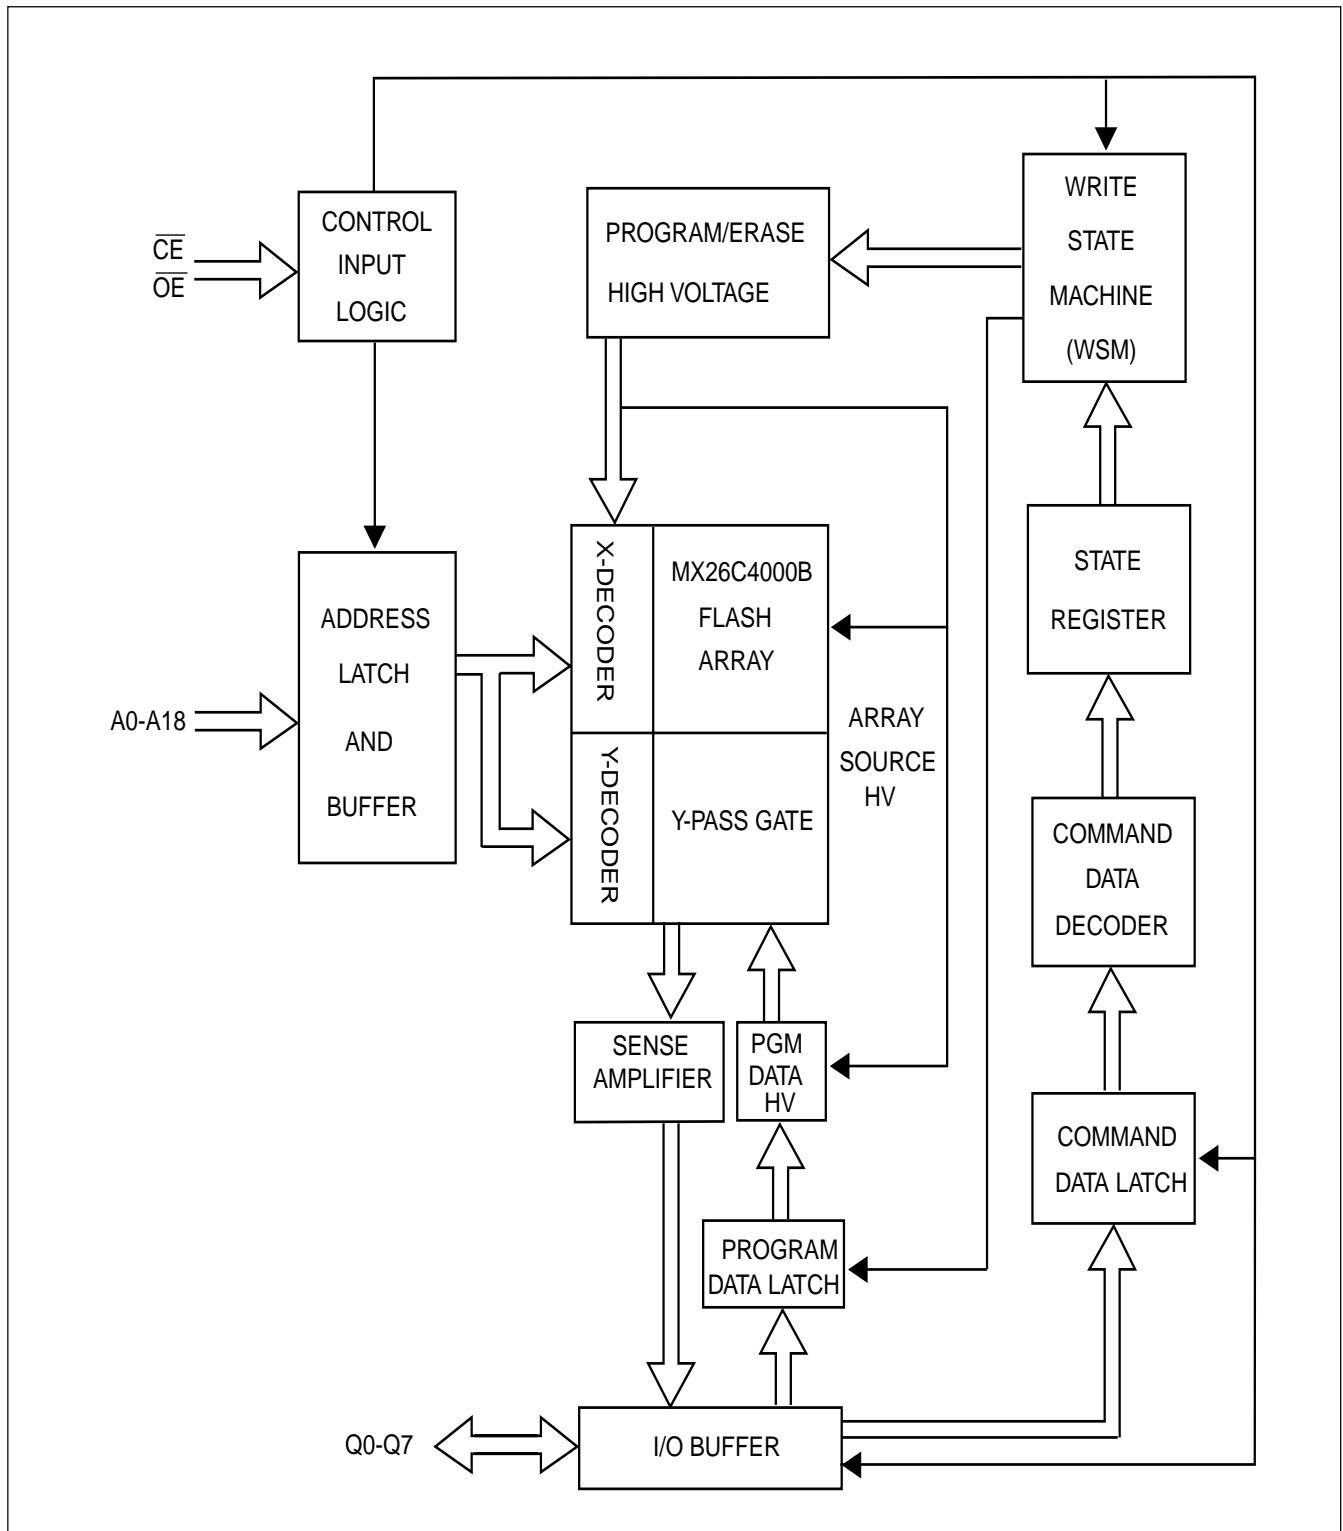 CONTROL
INPUT
LOGIC
C̅E̅
O̅E̅
PROGRAM/ERASE
HIGH VOLTAGE
WRITE
STATE
MACHINE
(WSM)
STATE
REGISTER
ADDRESS
LATCH
AND
BUFFER
A0-A18
X-DECODER
MX26C4000B
FLASH
ARRAY
Y-DECODER
Y-PASS GATE
ARRAY
SOURCE
HV
COMMAND
DATA
DECODER
SENSE
AMPLIFIER
PGM
DATA
HV
COMMAND
DATA LATCH
PROGRAM
DATA LATCH
Q0-Q7
I/O BUFFER